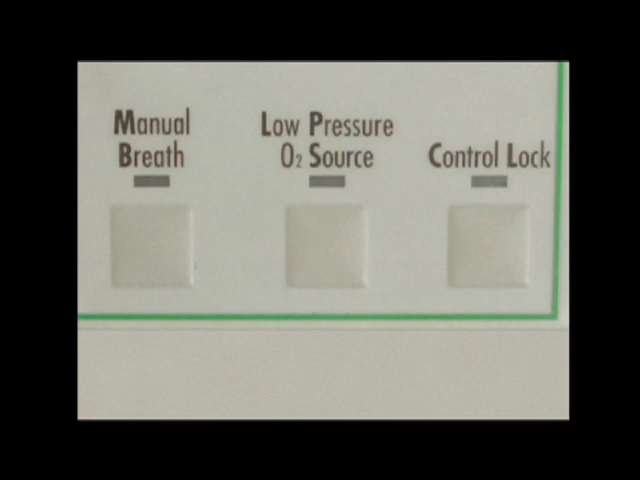 Manual
Breath
Low Pressure
O₂ Source
Control Lock